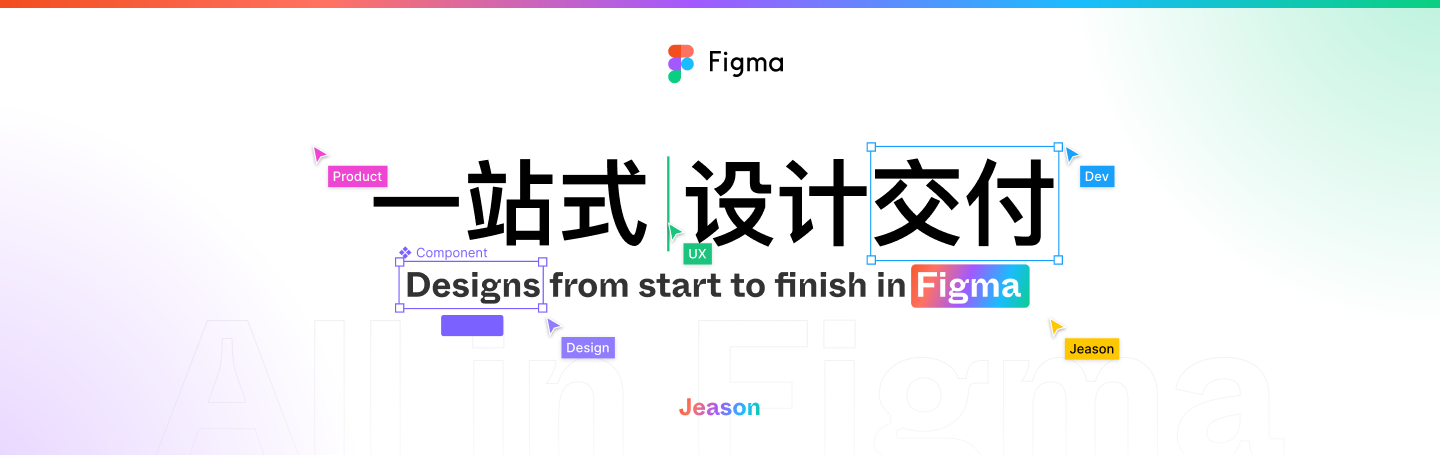 Figma
Product
一站式 设计交付
Dev
UX
Component
Designs from start to finish in Figma
Design
Jeason
All in Figma
Jeason